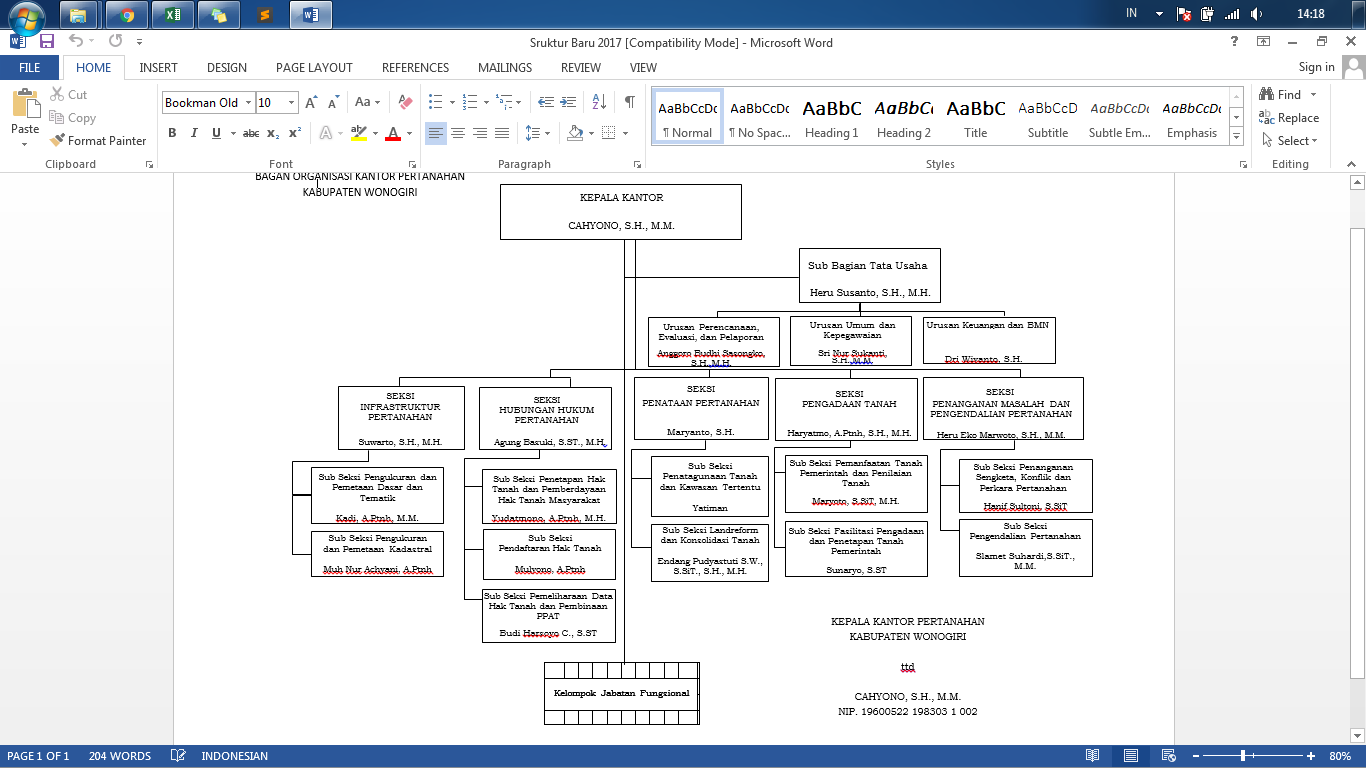 IN
14:18
Sruktur Baru 2017 [Compatibility Mode] - Microsoft Word
FILE
HOME
INSERT
DESIGN
PAGE LAYOUT
REFERENCES
MAILINGS
REVIEW
VIEW
Sign in
Paste
Cut
Copy
Format Painter
Clipboard
Bookman Old
10
Font
Paragraph
AaBbCcDc
¶ Normal
AaBbCcDc
¶ No Spac...
AaBbC
Heading 1
AaBbCc
Heading 2
AaBbC
Title
AaBbCcD
Subtitle
AaBbCcDc
Subtle Em...
AaBbCcDc
Emphasis
Styles
Find
Replace
Select
Editing
BAGAN ORGANISASI KANTOR PERTANAHAN
KABUPATEN WONOGIRI
KEPALA KANTOR
CAHYONO, S.H., M.M.
Sub Bagian Tata Usaha
Heru Susanto, S.H., M.H.
Urusan Perencanaan,
Evaluasi, dan Pelaporan
Anggoro Budhi Sasongko,
S.H.,M.H.
Urusan Umum dan
Kepegawaian
Sri Nur Sukanti,
S.H.,M.M.
Urusan Keuangan dan BMN
Dri Wiyanto, S.H.
SEKSI
INFRASTRUKTUR
PERTANAHAN
Suwarto, S.H., M.H.
SEKSI
HUBUNGAN HUKUM
PERTANAHAN
Agung Basuki, S.ST., M.H.
SEKSI
PENATAAN PERTANAHAN
Maryanto, S.H.
SEKSI
PENGADAAN TANAH
Haryatmo, A.Ptnh, S.H., M.H.
SEKSI
PENANGANAN MASALAH DAN
PENGENDALIAN PERTANAHAN
Heru Eko Marwoto, S.H., M.M.
Sub Seksi Pengukuran dan
Pemetaan Dasar dan
Tematik
Kadi, A.Ptnh, M.M.
Sub Seksi Pengukuran
dan Pemetaan Kadastral
Muh Nur Achyani, A.Ptnh
Sub Seksi Penetapan Hak
Tanah dan Pemberdayaan
Hak Tanah Masyarakat
Yudatmono, A.Ptnh, M.H.
Sub Seksi
Pendaftaran Hak Tanah
Mulyono, A.Ptnh
Sub Seksi Pemeliharaan Data
Hak Tanah dan Pembinaan
PPAT
Budi Harsoyo C., S.ST
Sub Seksi
Penatagunaan Tanah
dan Kawasan Tertentu
Yatiman
Sub Seksi Landreform
dan Konsolidasi Tanah
Endang Pudyastuti S.W.,
S.SiT., S.H., M.H.
Sub Seksi Pemanfaatan Tanah
Pemerintah dan Penilaian
Tanah
Maryoto, S.SiT, M.H.
Sub Seksi Fasilitasi Pengadaan
dan Penetapan Tanah
Pemerintah
Sunaryo, S.ST
Sub Seksi Penanganan
Sengketa, Konflik dan
Perkara Pertanahan
Hanif Sultoni, S.SiT
Sub Seksi
Pengendalian Pertanahan
Slamet Suhardi,S.SiT.,
M.M.
Kelompok Jabatan Fungsional
KEPALA KANTOR PERTANAHAN
KABUPATEN WONOGIRI
ttd
CAHYONO, S.H., M.M.
NIP. 19600522 198303 1 002
PAGE 1 OF 1
204 WORDS
INDONESIAN
80%